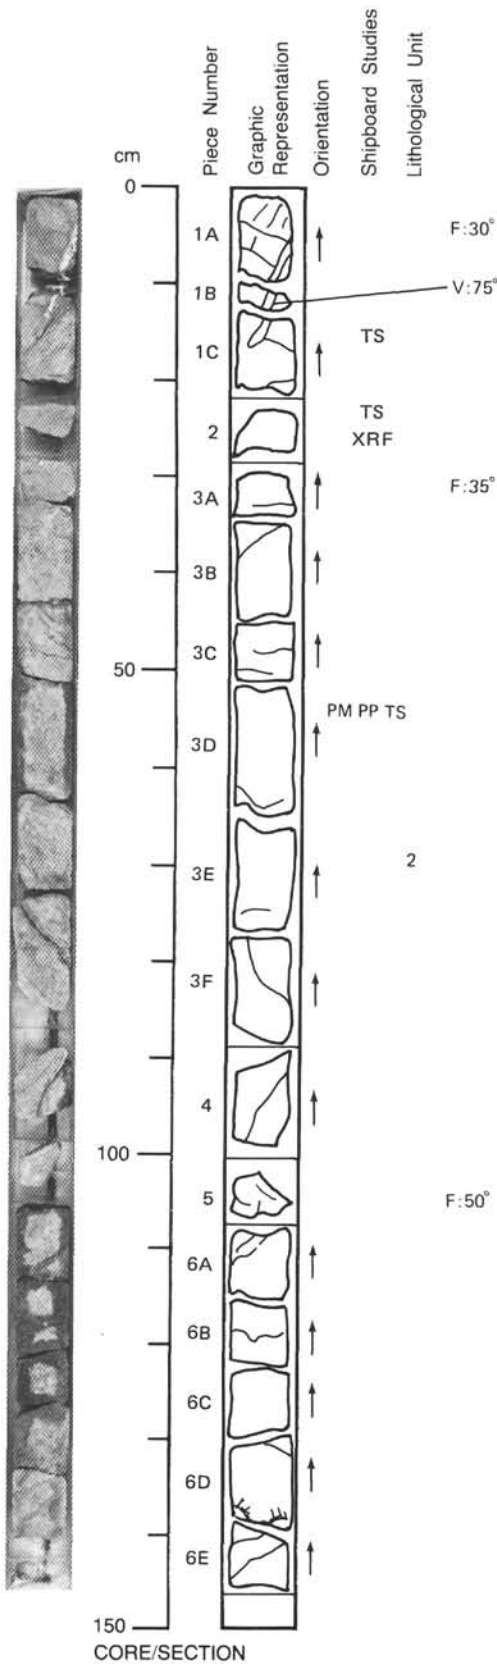 Piece Number
Graphic
Representation
Orientation
Shipboard Studies
Lithological Unit
cm
0
1A
F:30°
1B
V:75°
1C
TS
2
TS
XRF
3A
F:35°
3B
3C
50
PM PP TS
3D
3E
2
3F
4
100
5
F:50°
6A
6B
6C
6D
6E
150
CORE/SECTION